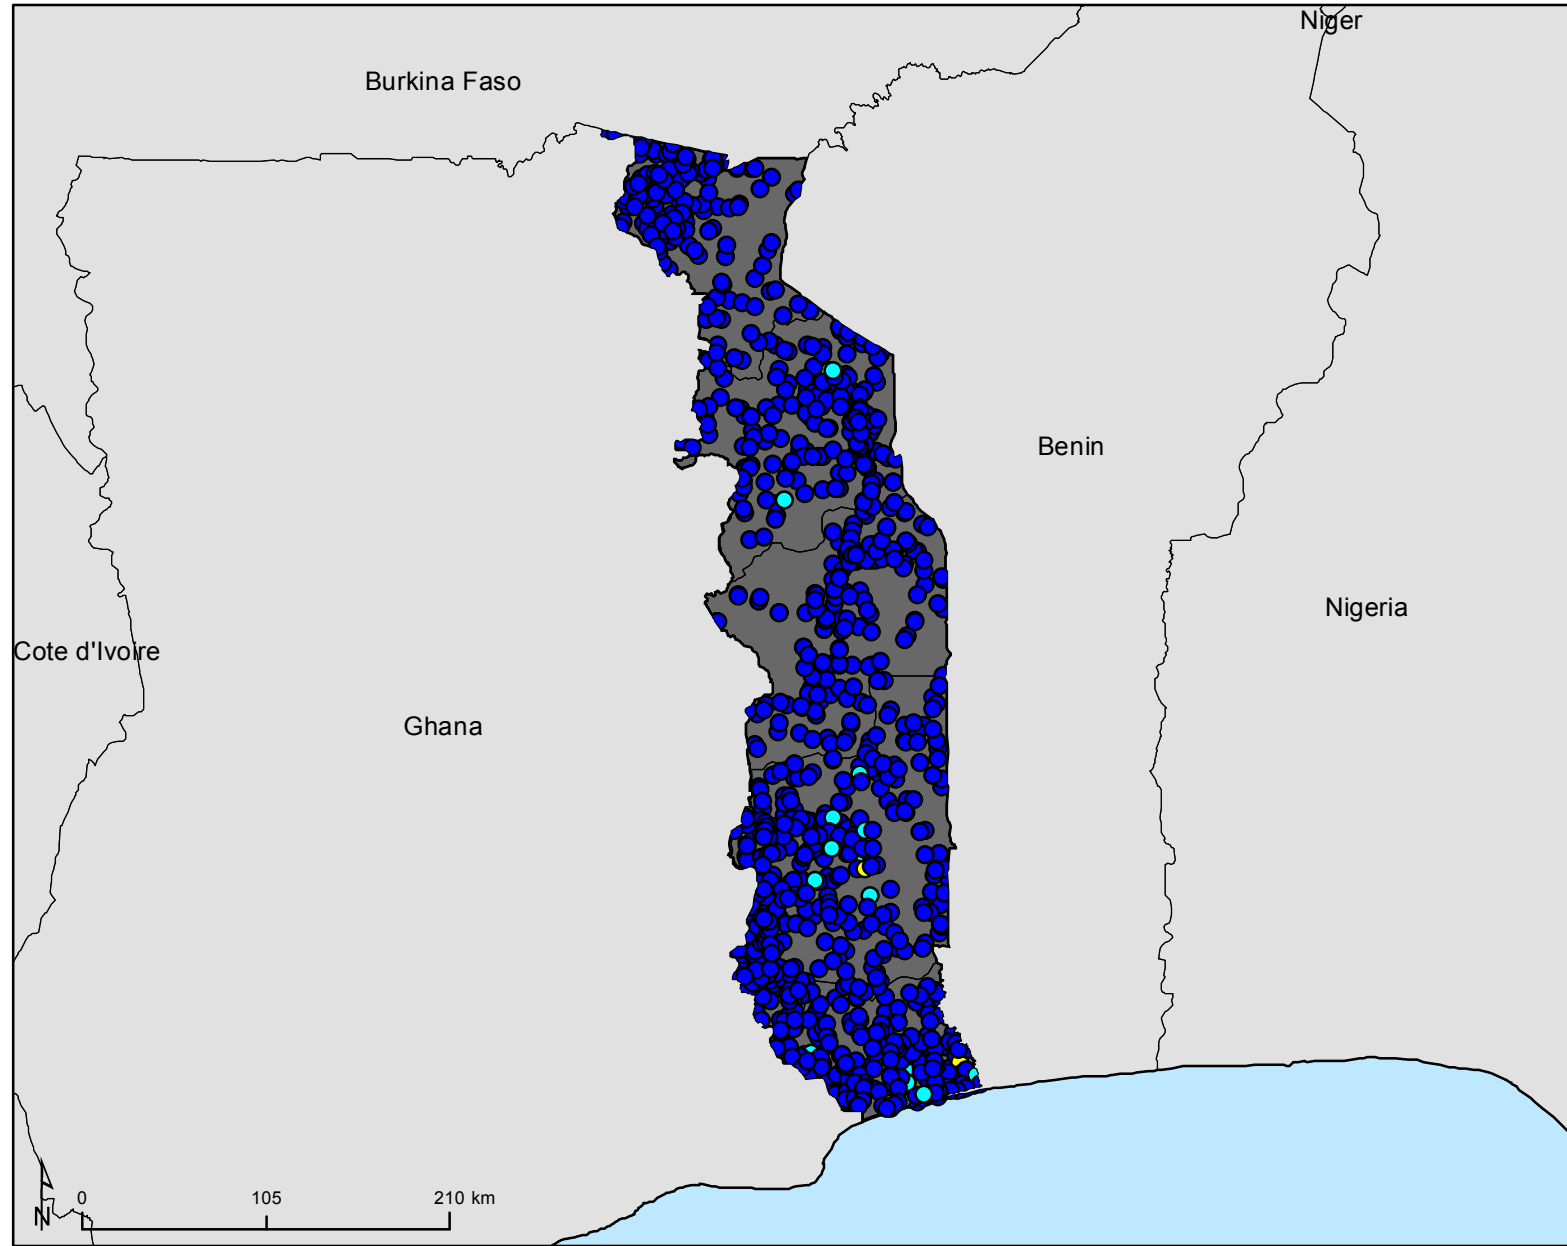 Niger
Burkina Faso
Benin
Nigeria
Cote d'Ivoire
Ghana
0 105 210 km
N